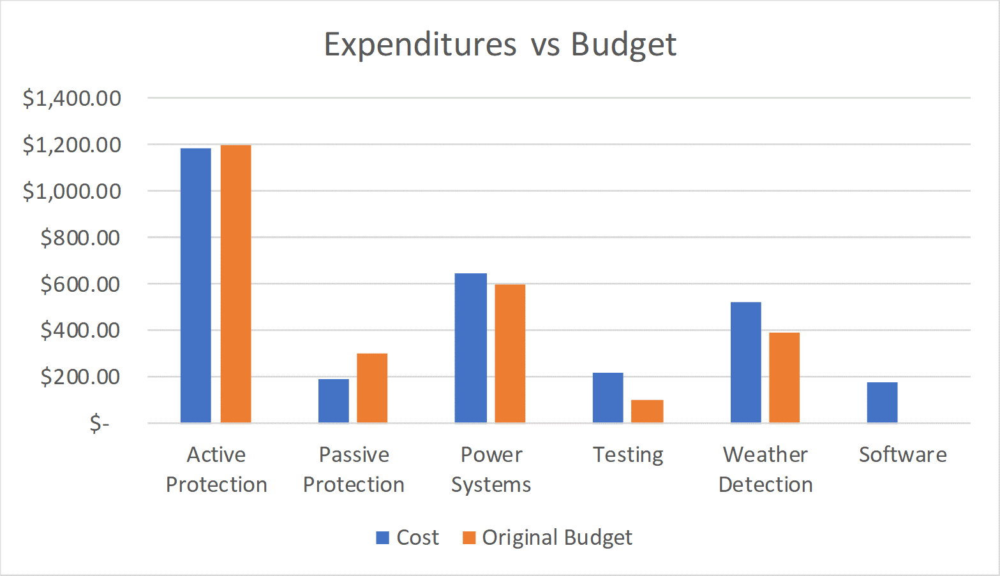 Expenditures vs Budget
$1,400.00
$1,200.00
$1,000.00
$800.00
$600.00
$400.00
$200.00
$-
Active Protection
Passive Protection
Power Systems
Testing
Weather Detection
Software
Cost
Original Budget